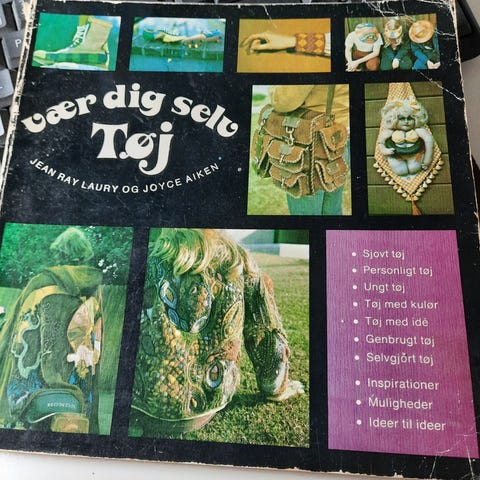 vær dig selv
Tøj
JEAN RAY LAURY OG JOYCE AIKEN
• Sjovt tøj
• Personligt tøj
• Ungt tøj
• Tøj med kulør
• Tøj med idé
• Genbrugt tøj
• Selvgjört tøj
• Inspirationer
• Muligheder
• Ideer til ideer